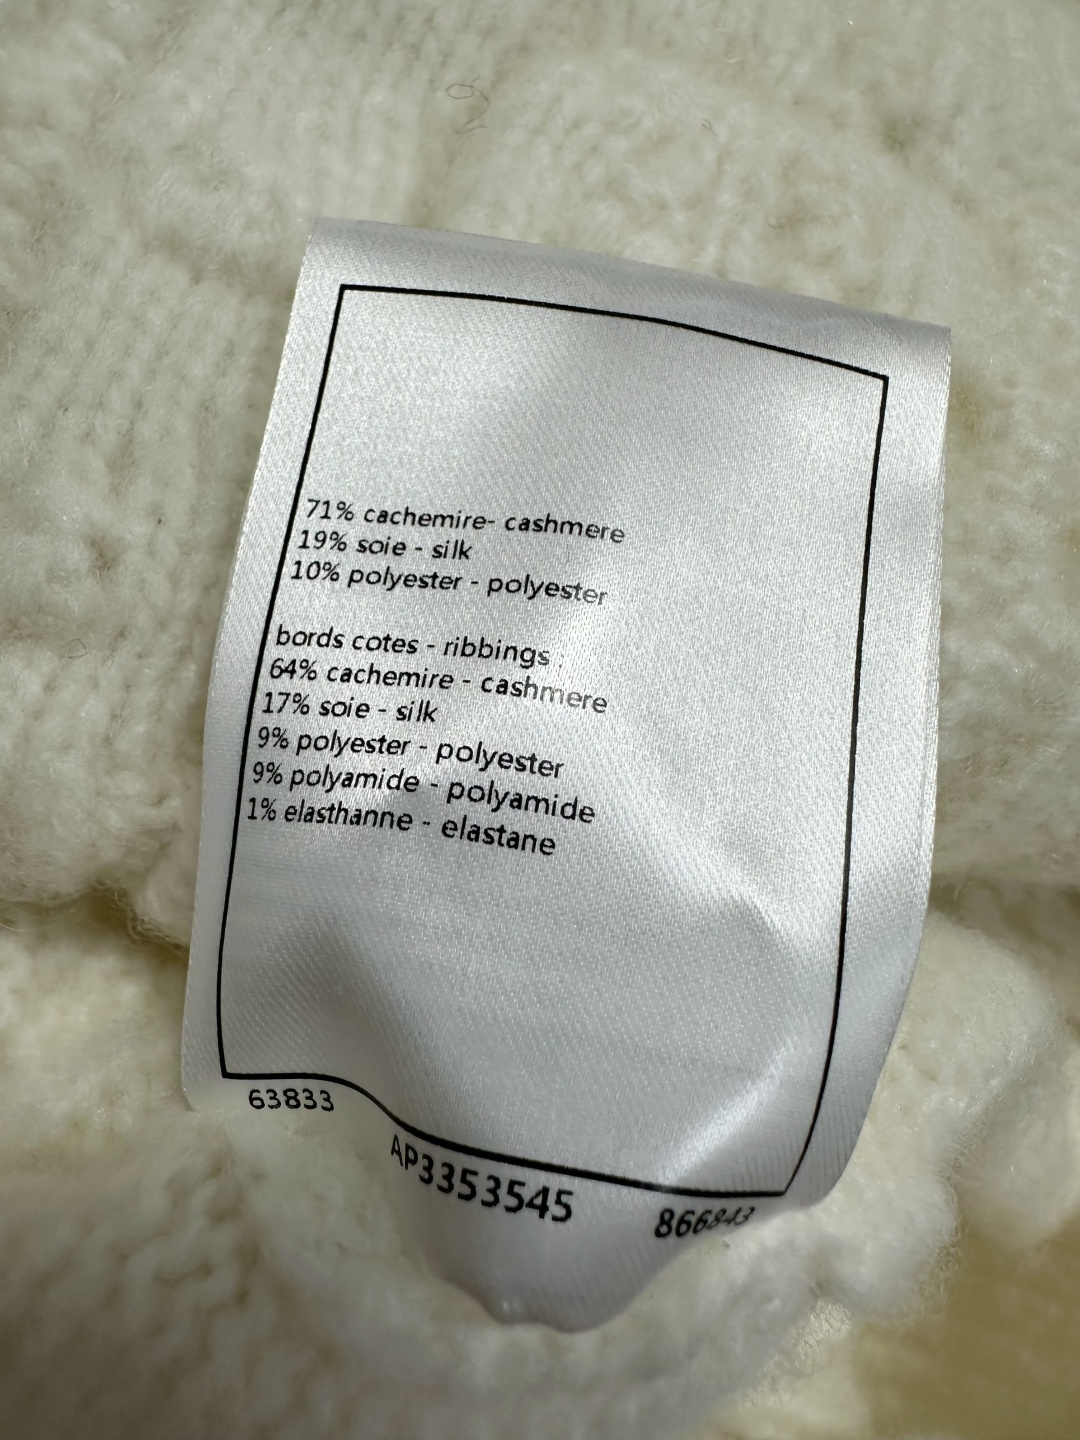 71% cachemire- cashmere
19% soie - silk
10% polyester - polyester
bords cotes - ribbings :
64% cachemire - cashmere
17% soie - silk
9% polyester - polyester
9% polyamide - polyamide
1% elasthanne - elastane
63833
AP3353545
866843